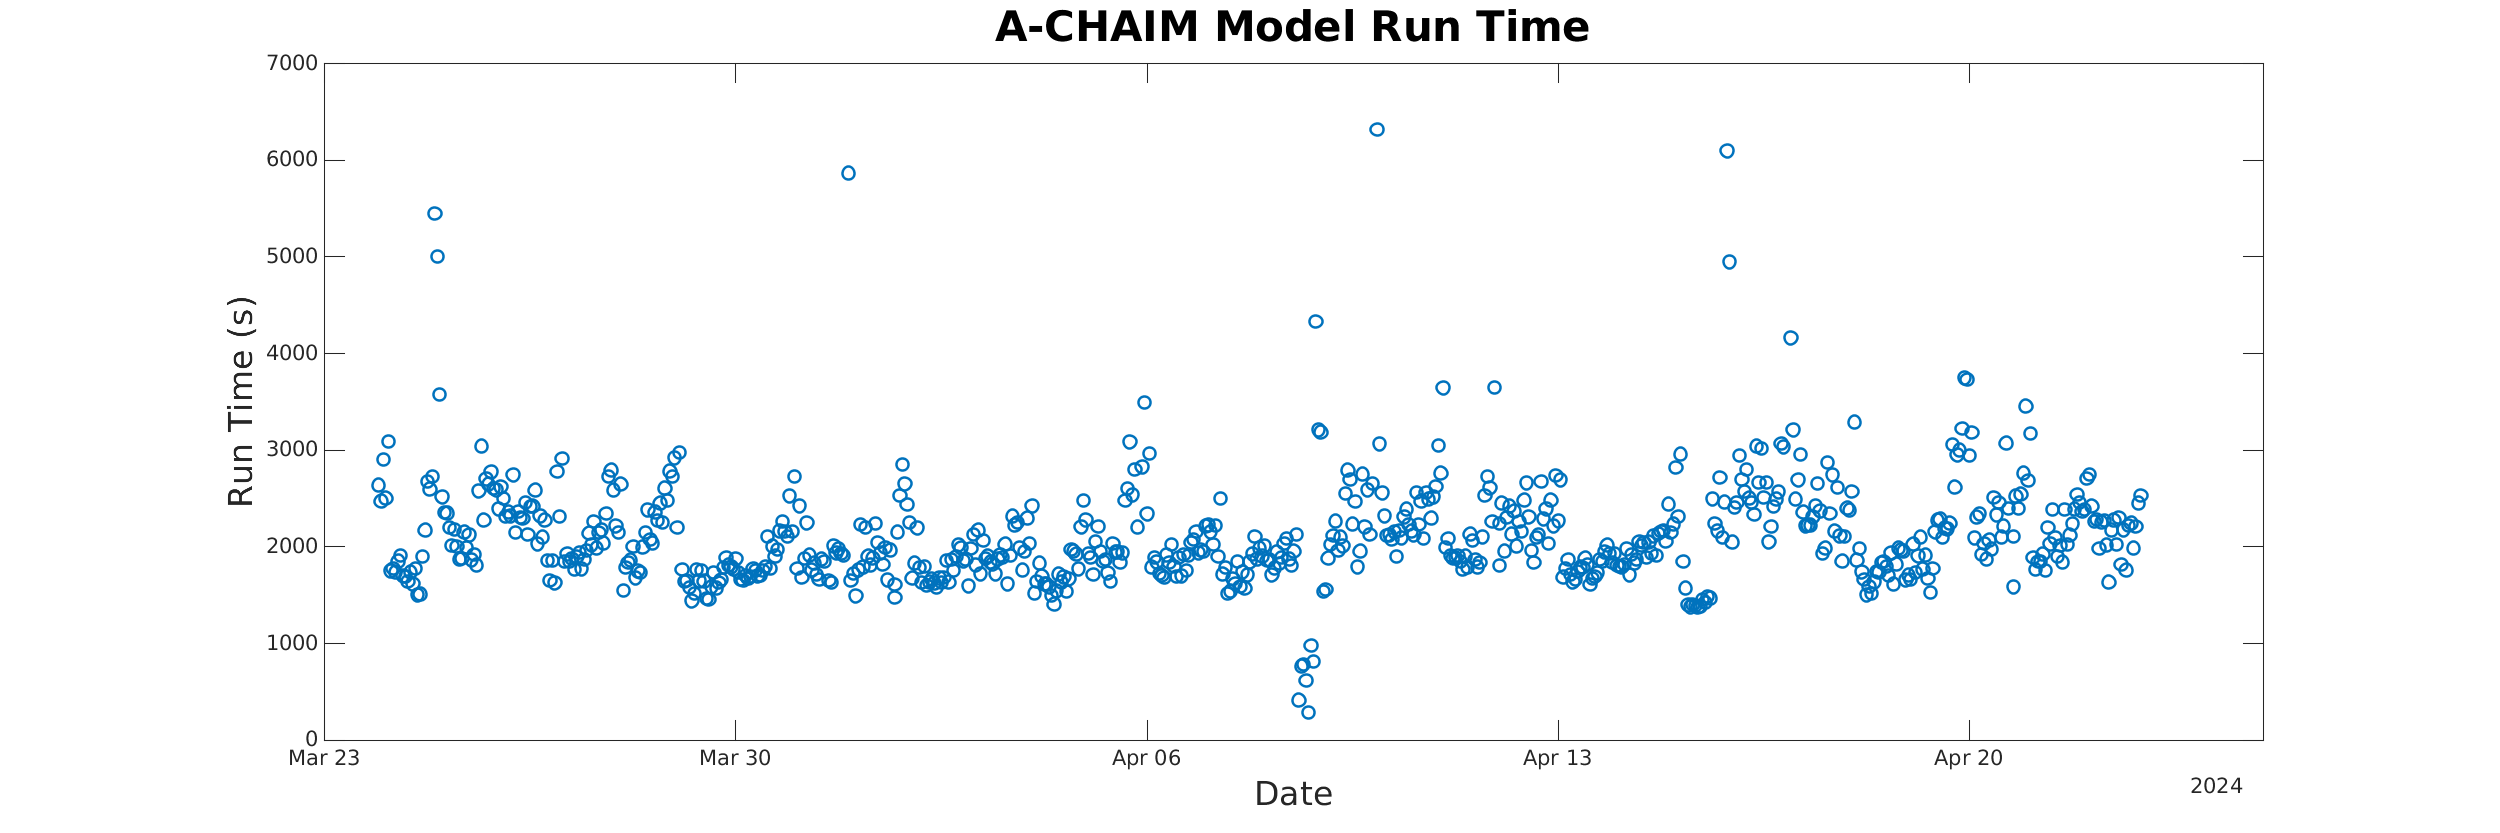 A-CHAIM Model Run Time
7000
6000
5000
4000
3000
2000
1000
0
Run Time (s)
Mar 23
Mar 30
Apr 06
Apr 13
Apr 20
Date
2024